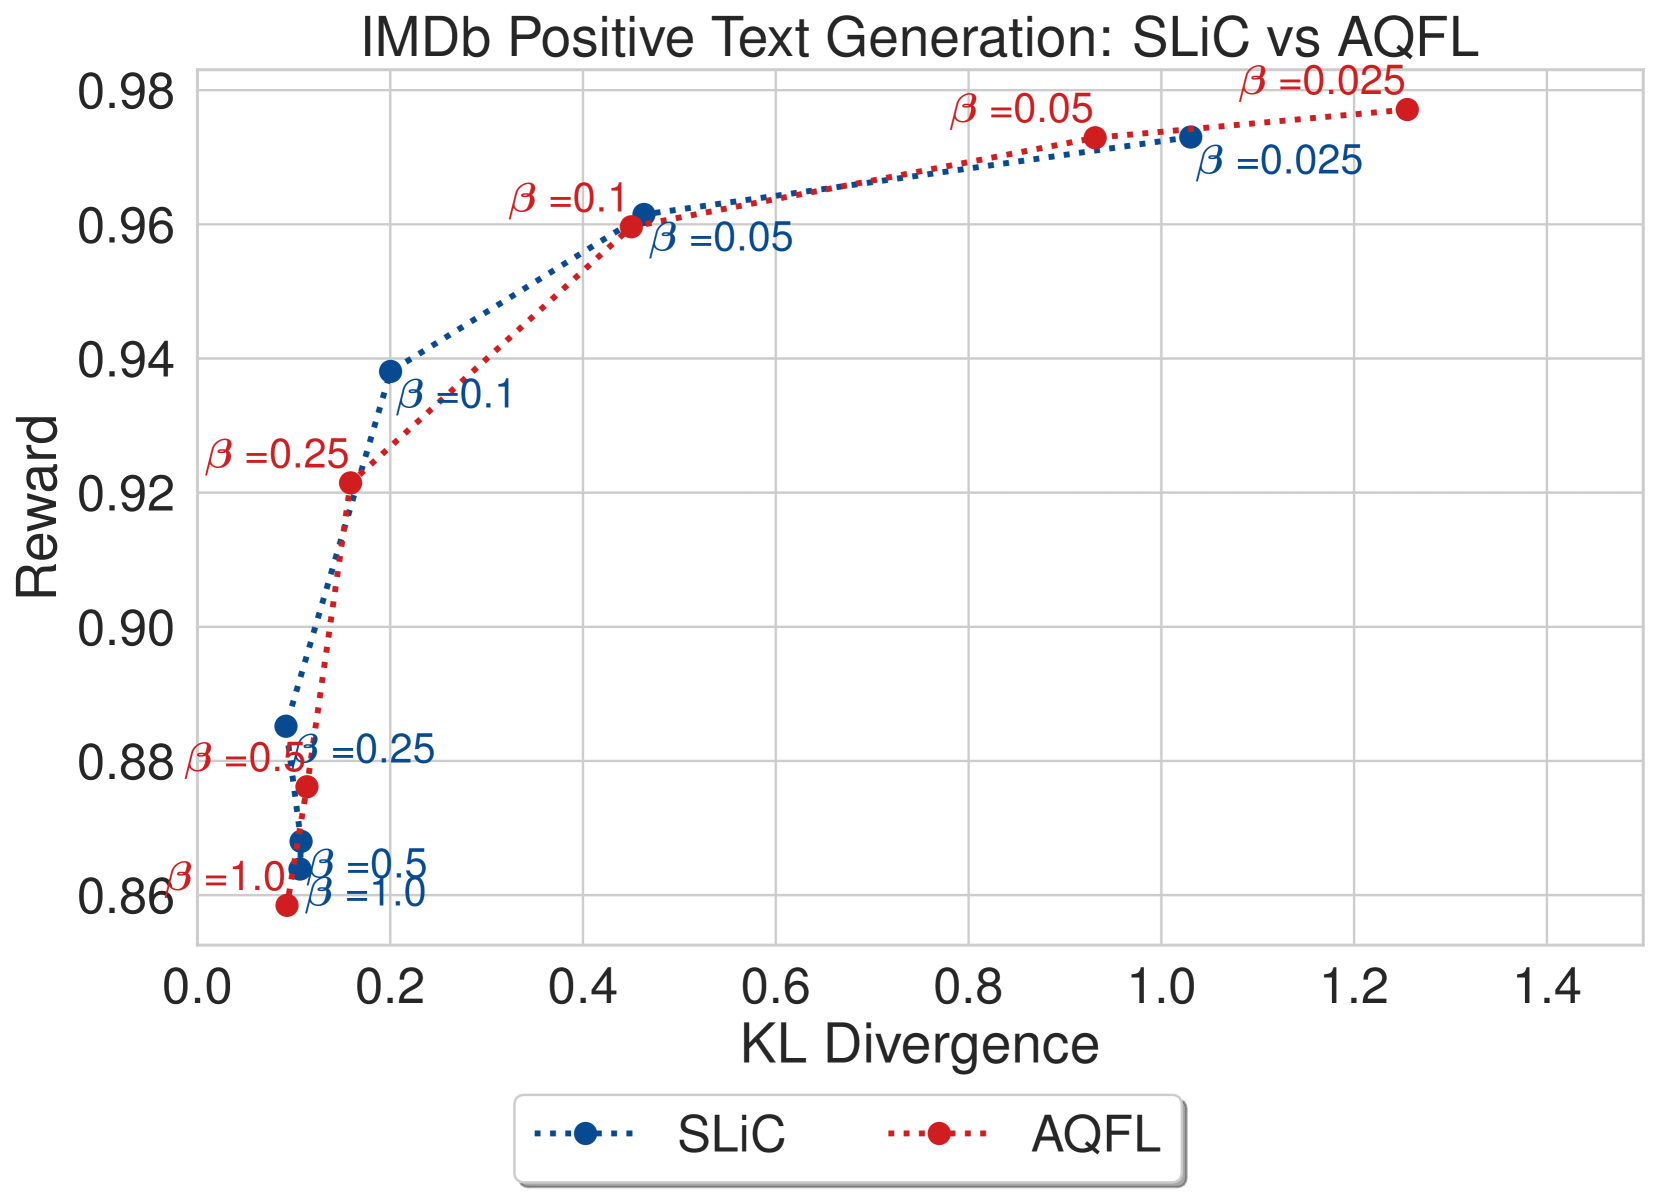 IMDb Positive Text Generation: SLiC vs AQFL
0.98
0.96
0.94
0.92
0.90
0.88
0.86
Reward
β =0.025
β =0.05
β =0.025
β =0.1
β =0.05
β =0.1
β =0.25
β =0.5
β =0.25
β =1.0
β =0.5
β =1.0
0.0 0.2 0.4 0.6 0.8 1.0 1.2 1.4
KL Divergence
SLiC AQFL